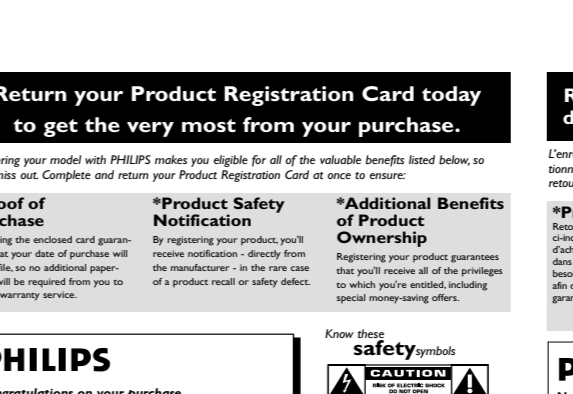 Return your Product Registration Card today
to get the very most from your purchase.
ring your model with PHILIPS makes you eligible for all of the valuable benefits listed below, so
miss out. Complete and return your Product Registration Card at once to ensure:
oof of
chase
ing the enclosed card guaran-
at your date of purchase will
file, so no additional paper-
will be required from you to
warranty service.
*Product Safety
Notification
By registering your product, you'll
receive notification - directly from
the manufacturer - in the rare case
of a product recall or safety defect.
*Additional Benefits
of Product
Ownership
Registering your product guarantees
that you'll receive all of the privileges
to which you're entitled, including
special money-saving offers.
PHILIPS
ngratulations on your purchase
Know these
safety symbols
CAUTION
RISK OF ELECTRIC SHOCK
DO NOT OPEN
R
d
L'enr
tionn
retou
*P
Reto
ci-inc
d'ach
dans
beso
afin
garan
P